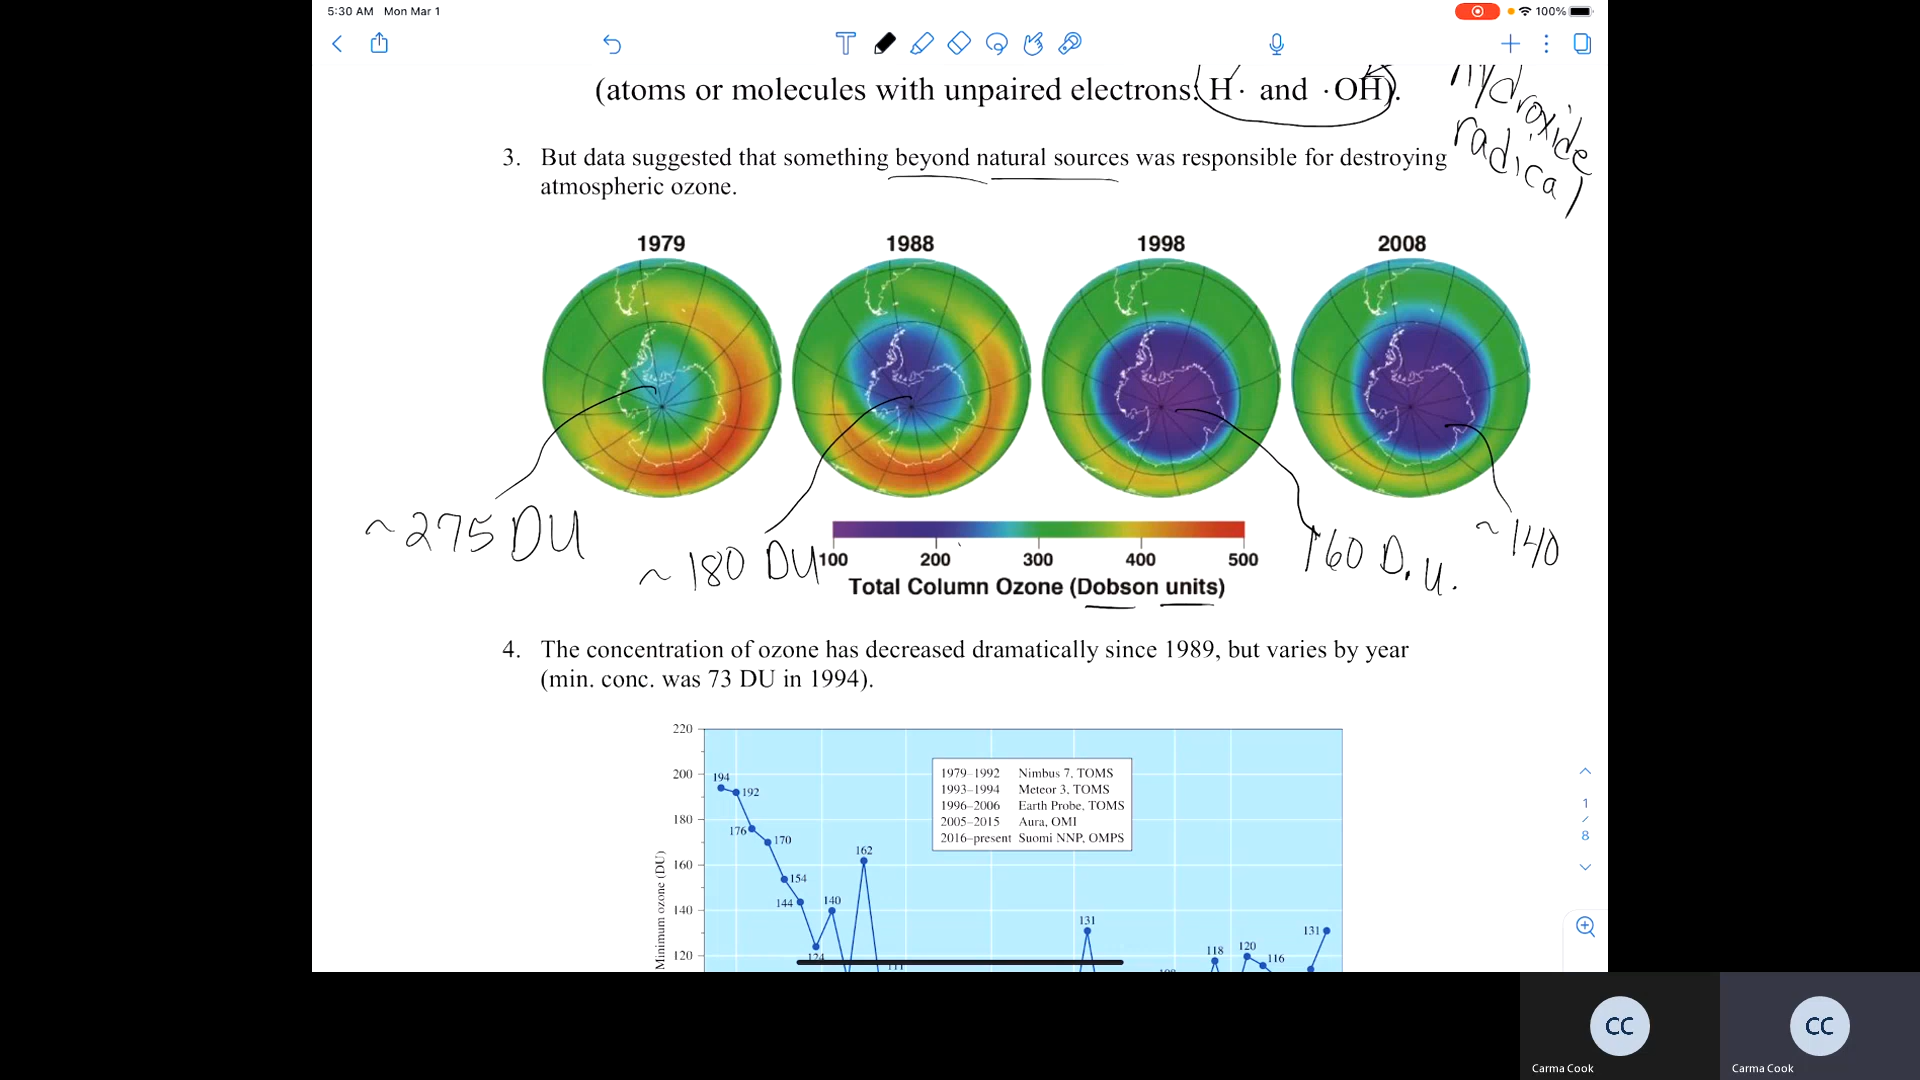 5:30 AM Mon Mar 1
100%
(atoms or molecules with unpaired electrons: H· and ·OH).
hydroxide
radical
3. But data suggested that something beyond natural sources was responsible for destroying
atmospheric ozone.
1979 1988 1998 2008
~275 DU
~180 DU
160 D.U.
~140
100 200 300 400 500
Total Column Ozone (Dobson units)
4. The concentration of ozone has decreased dramatically since 1989, but varies by year
(min. conc. was 73 DU in 1994).
220
200
180
160
140
120
Minimum ozone (DU)
1979–1992 Nimbus 7, TOMS
1993–1994 Meteor 3, TOMS
1996–2006 Earth Probe, TOMS
2005–2015 Aura, OMI
2016–present Suomi NNP, OMPS
194
192
176
170
154
144
124
140
162
111
131
118
120
116
131
1
/
8
CC CC
Carma Cook Carma Cook